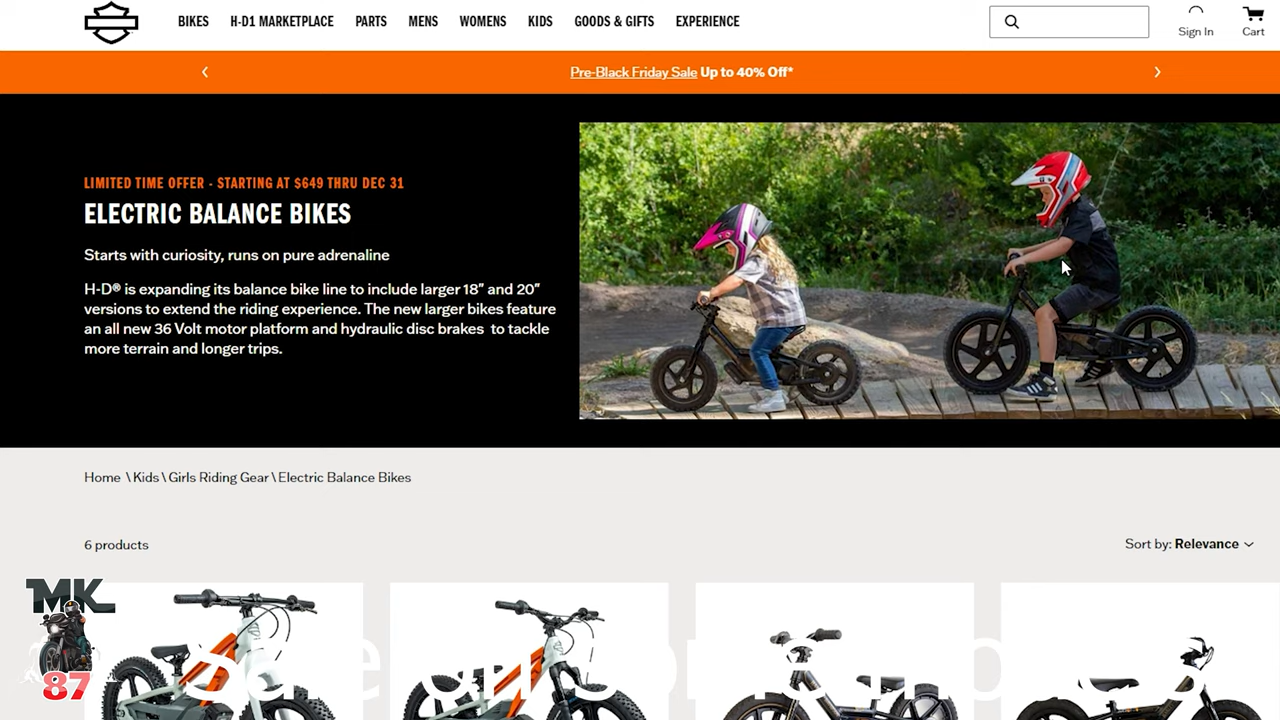 BIKES H-D1 MARKETPLACE PARTS MENS WOMENS KIDS GOODS & GIFTS EXPERIENCE
Sign In
Cart
Pre-Black Friday Sale Up to 40% Off*
LIMITED TIME OFFER - STARTING AT $649 THRU DEC 31
ELECTRIC BALANCE BIKES
Starts with curiosity, runs on pure adrenaline
H-D® is expanding its balance bike line to include larger 18" and 20"
versions to extend the riding experience. The new larger bikes feature
an all new 36 Volt motor platform and hydraulic disc brakes to tackle
more terrain and longer trips.
Home \ Kids \ Girls Riding Gear \ Electric Balance Bikes
6 products
Sort by: Relevance
MK
87
Sale on some